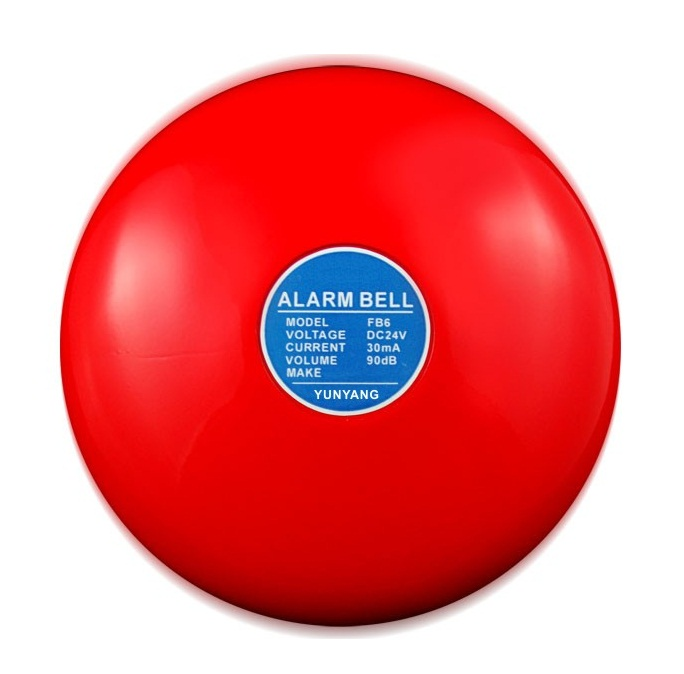 ALARM BELL
MODEL FB6
VOLTAGE DC24V
CURRENT 30mA
VOLUME 90dB
MAKE
YUNYANG